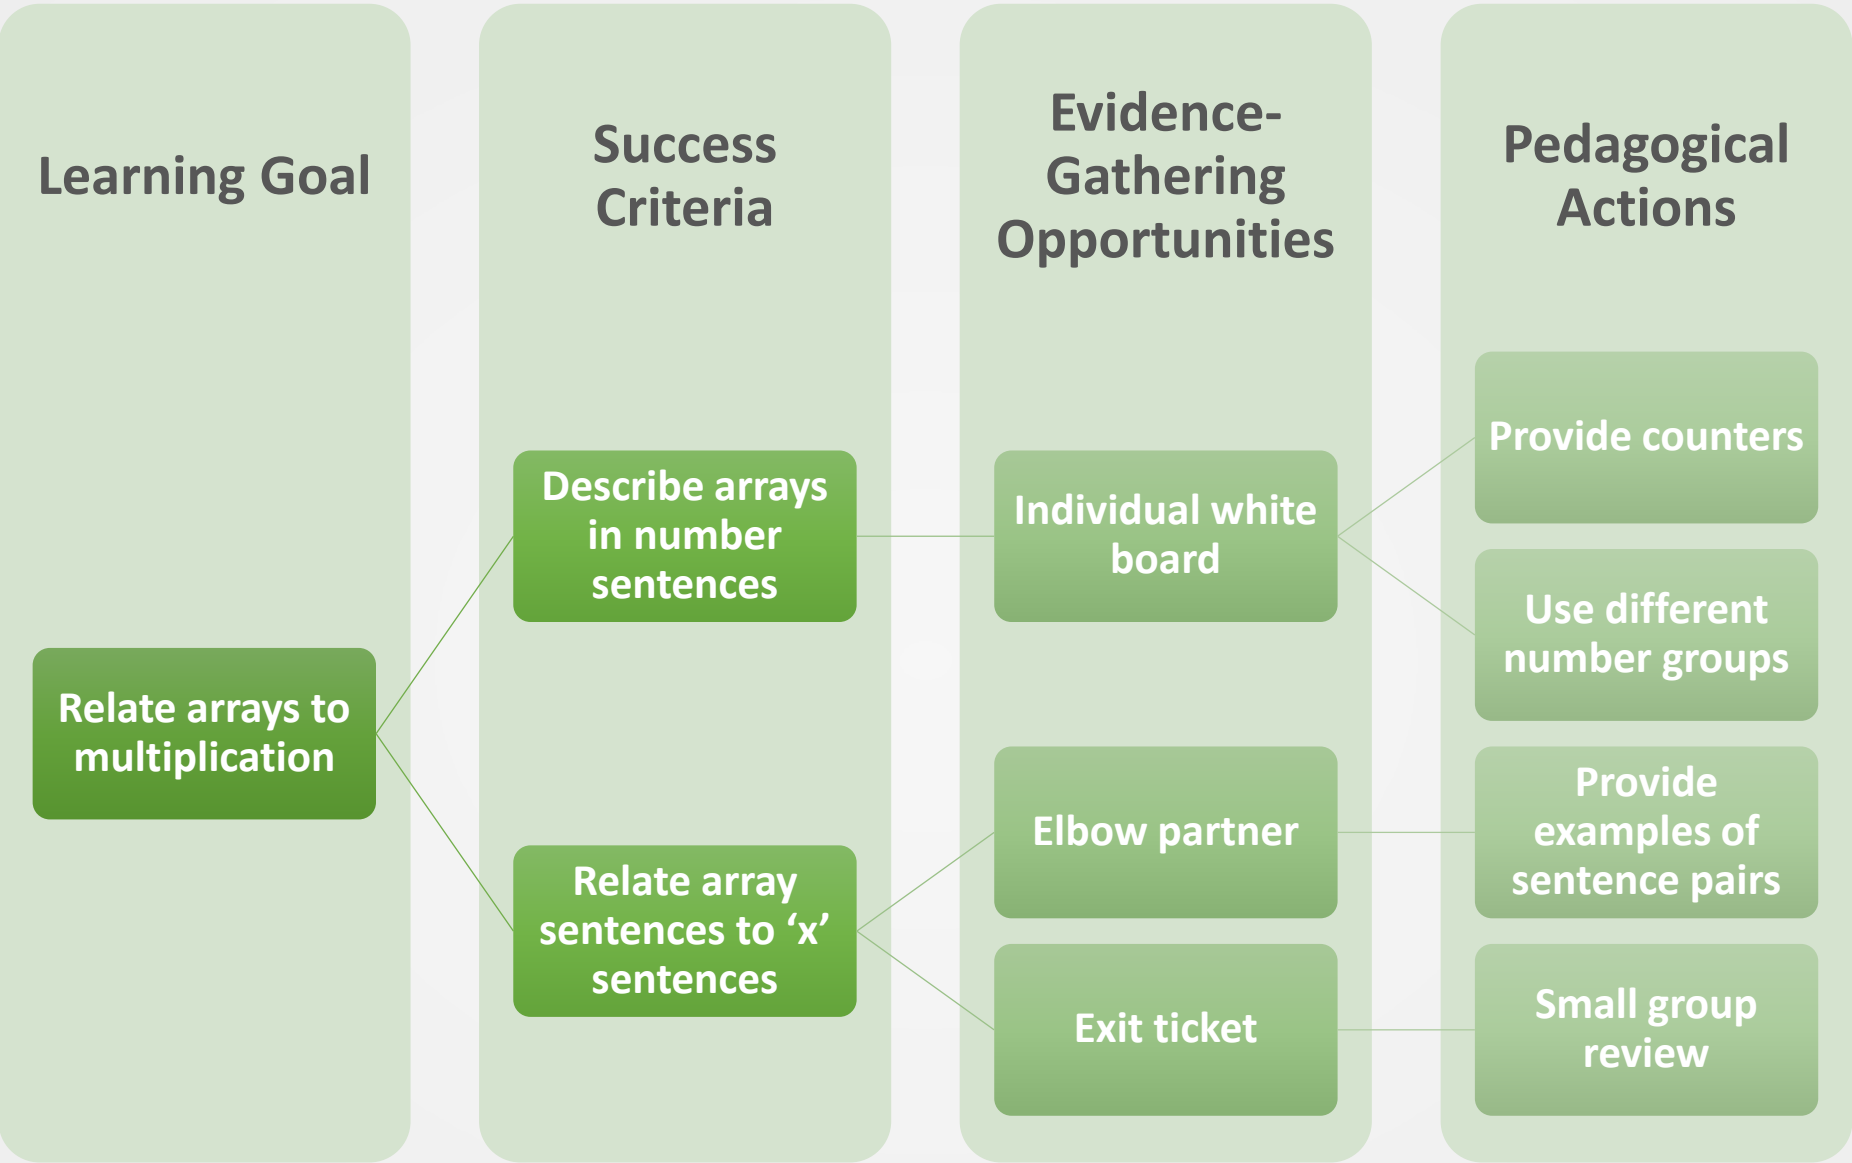 Learning Goal
Success
Criteria
Evidence-
Gathering
Opportunities
Pedagogical
Actions
Relate arrays to
multiplication
Describe arrays
in number
sentences
Relate array
sentences to ‘x’
sentences
Individual white
board
Elbow partner
Exit ticket
Provide counters
Use different
number groups
Provide
examples of
sentence pairs
Small group
review